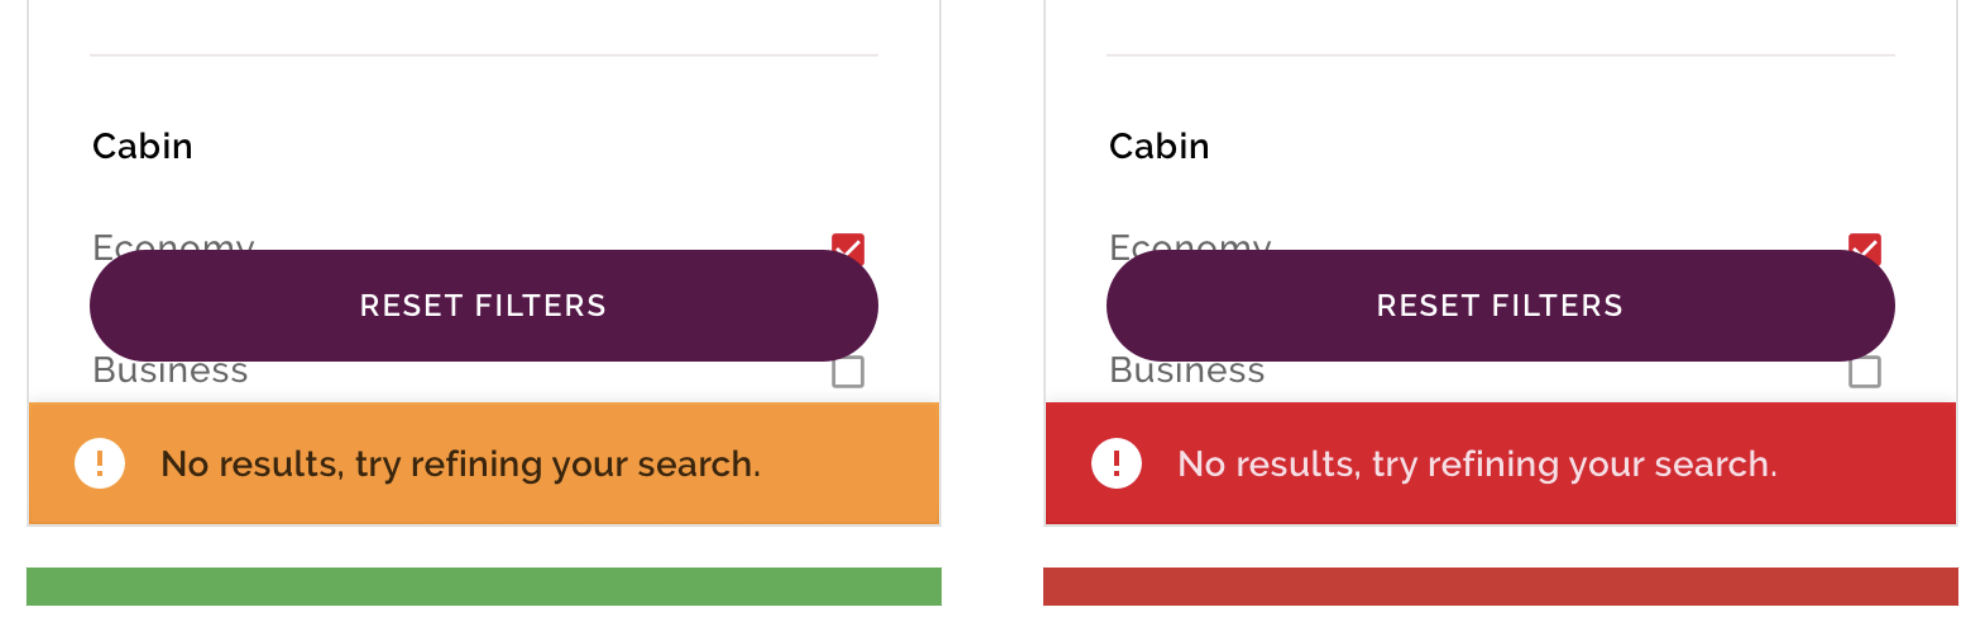 Cabin
Economy
RESET FILTERS
Business
No results, try refining your search.
Cabin
Economy
RESET FILTERS
Business
No results, try refining your search.